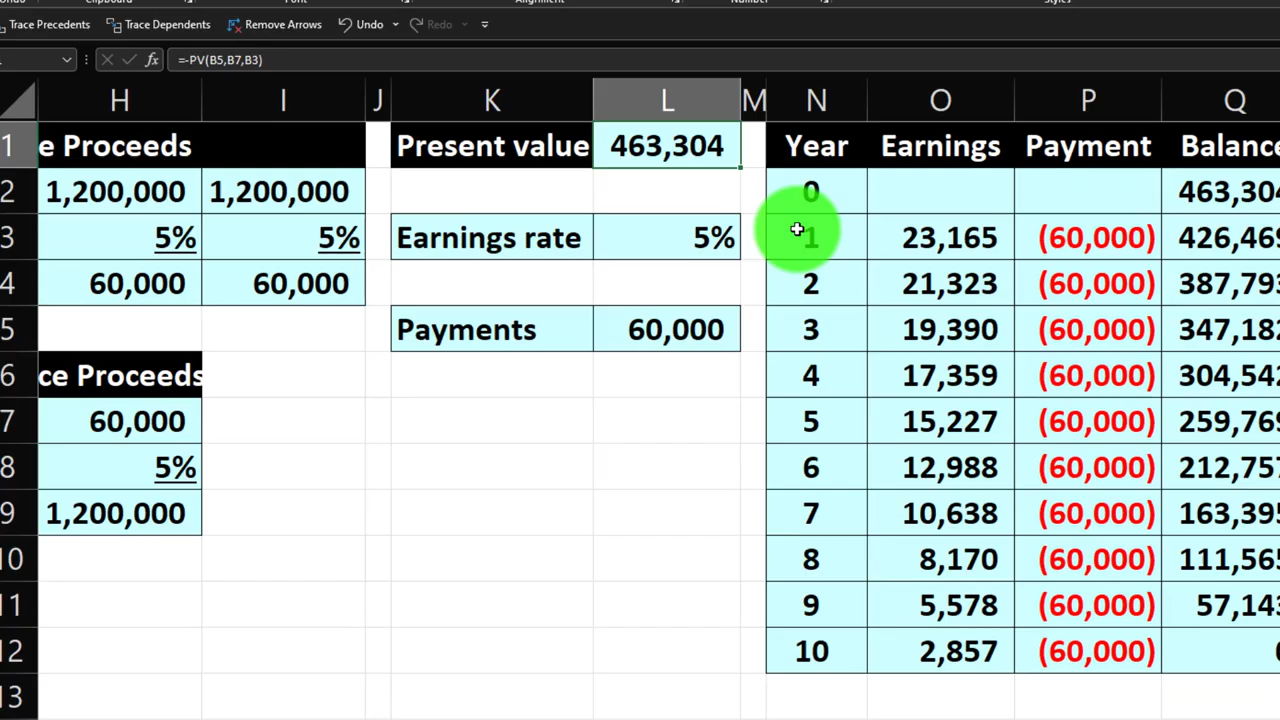 Trace Precedents Trace Dependents Remove Arrows Undo Redo
fx =-PV(B5,B7,B3)
H I J K L M N O P Q
1 e Proceeds Present value 463,304 Year Earnings Payment Balance
2 1,200,000 1,200,000 0 463,304
3 5% 5% Earnings rate 5% 1 23,165 (60,000) 426,469
4 60,000 60,000 2 21,323 (60,000) 387,793
5 Payments 60,000 3 19,390 (60,000) 347,182
6 ce Proceeds 4 17,359 (60,000) 304,542
7 60,000 5 15,227 (60,000) 259,769
8 5% 6 12,988 (60,000) 212,757
9 1,200,000 7 10,638 (60,000) 163,395
10 8 8,170 (60,000) 111,565
11 9 5,578 (60,000) 57,143
12 10 2,857 (60,000)
13